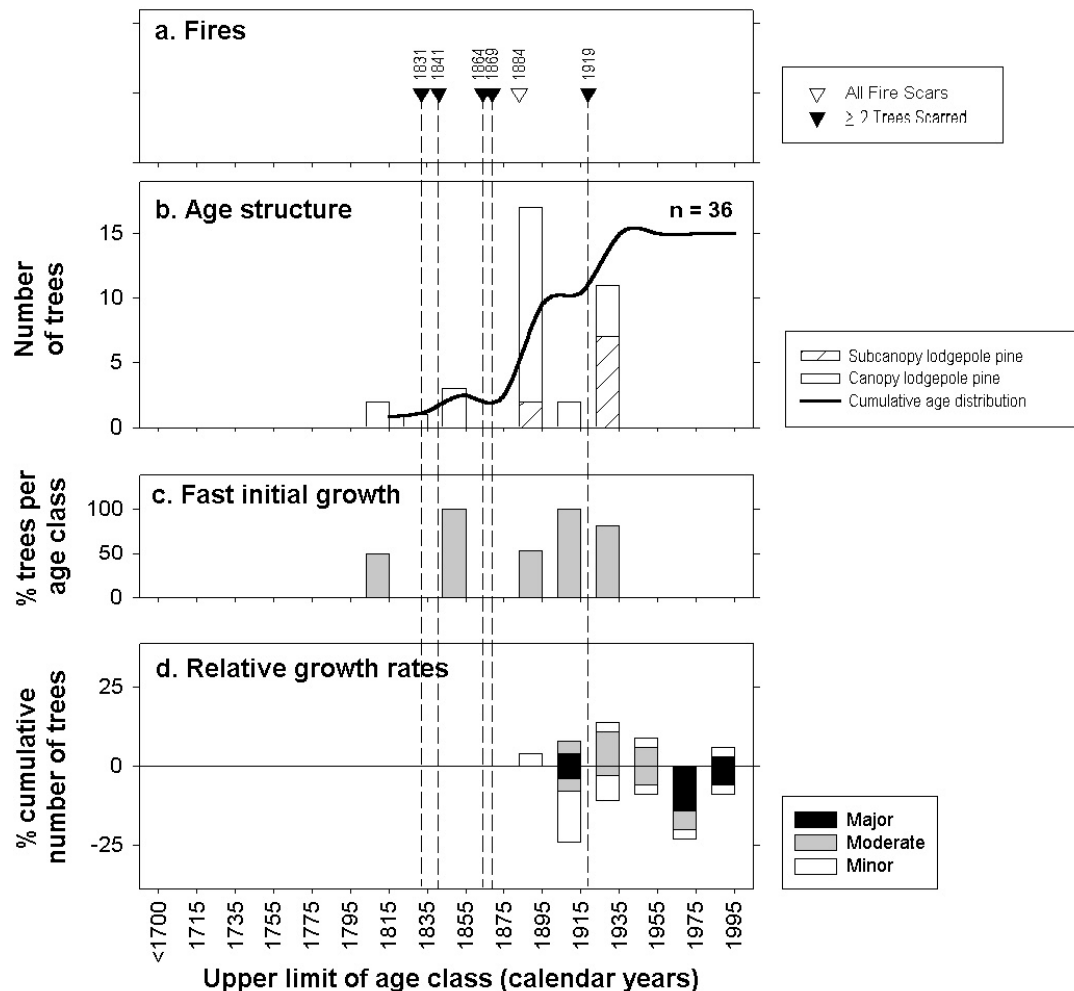 a. Fires
1831
1841
1864
1869
1884
1919
▽ All Fire Scars
▼ ≥ 2 Trees Scarred
b. Age structure
n = 36
15
10
5
0
Number
of trees
Subcanopy lodgepole pine
Canopy lodgepole pine
Cumulative age distribution
c. Fast initial growth
100
50
0
% trees per
age class
d. Relative growth rates
25
0
-25
% cumulative
number of trees
Major
Moderate
Minor
<1700
1715
1735
1755
1775
1795
1815
1835
1855
1875
1895
1915
1935
1955
1975
1995
Upper limit of age class (calendar years)